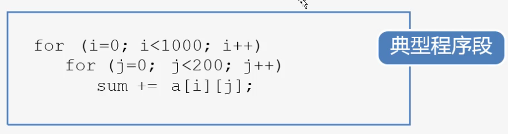 for (i=0; i<1000; i++)
for (j=0; j<200; j++)
sum += a[i][j];
典型程序段